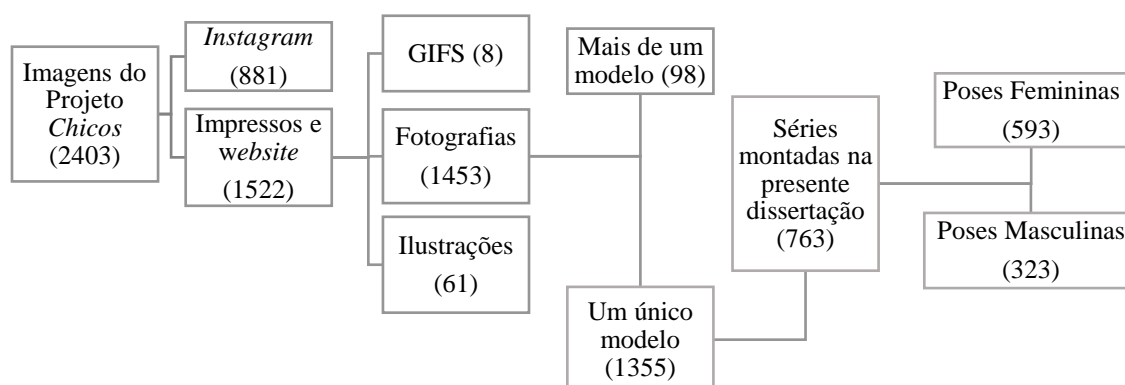 Imagens do
Projeto
Chicos
(2403)
Instagram
(881)
Impressos e
website
(1522)
GIFS (8)
Fotografias
(1453)
Ilustrações
(61)
Mais de um
modelo (98)
Um único
modelo
(1355)
Séries
montadas na
presente
dissertação
(763)
Poses Femininas
(593)
Poses Masculinas
(323)